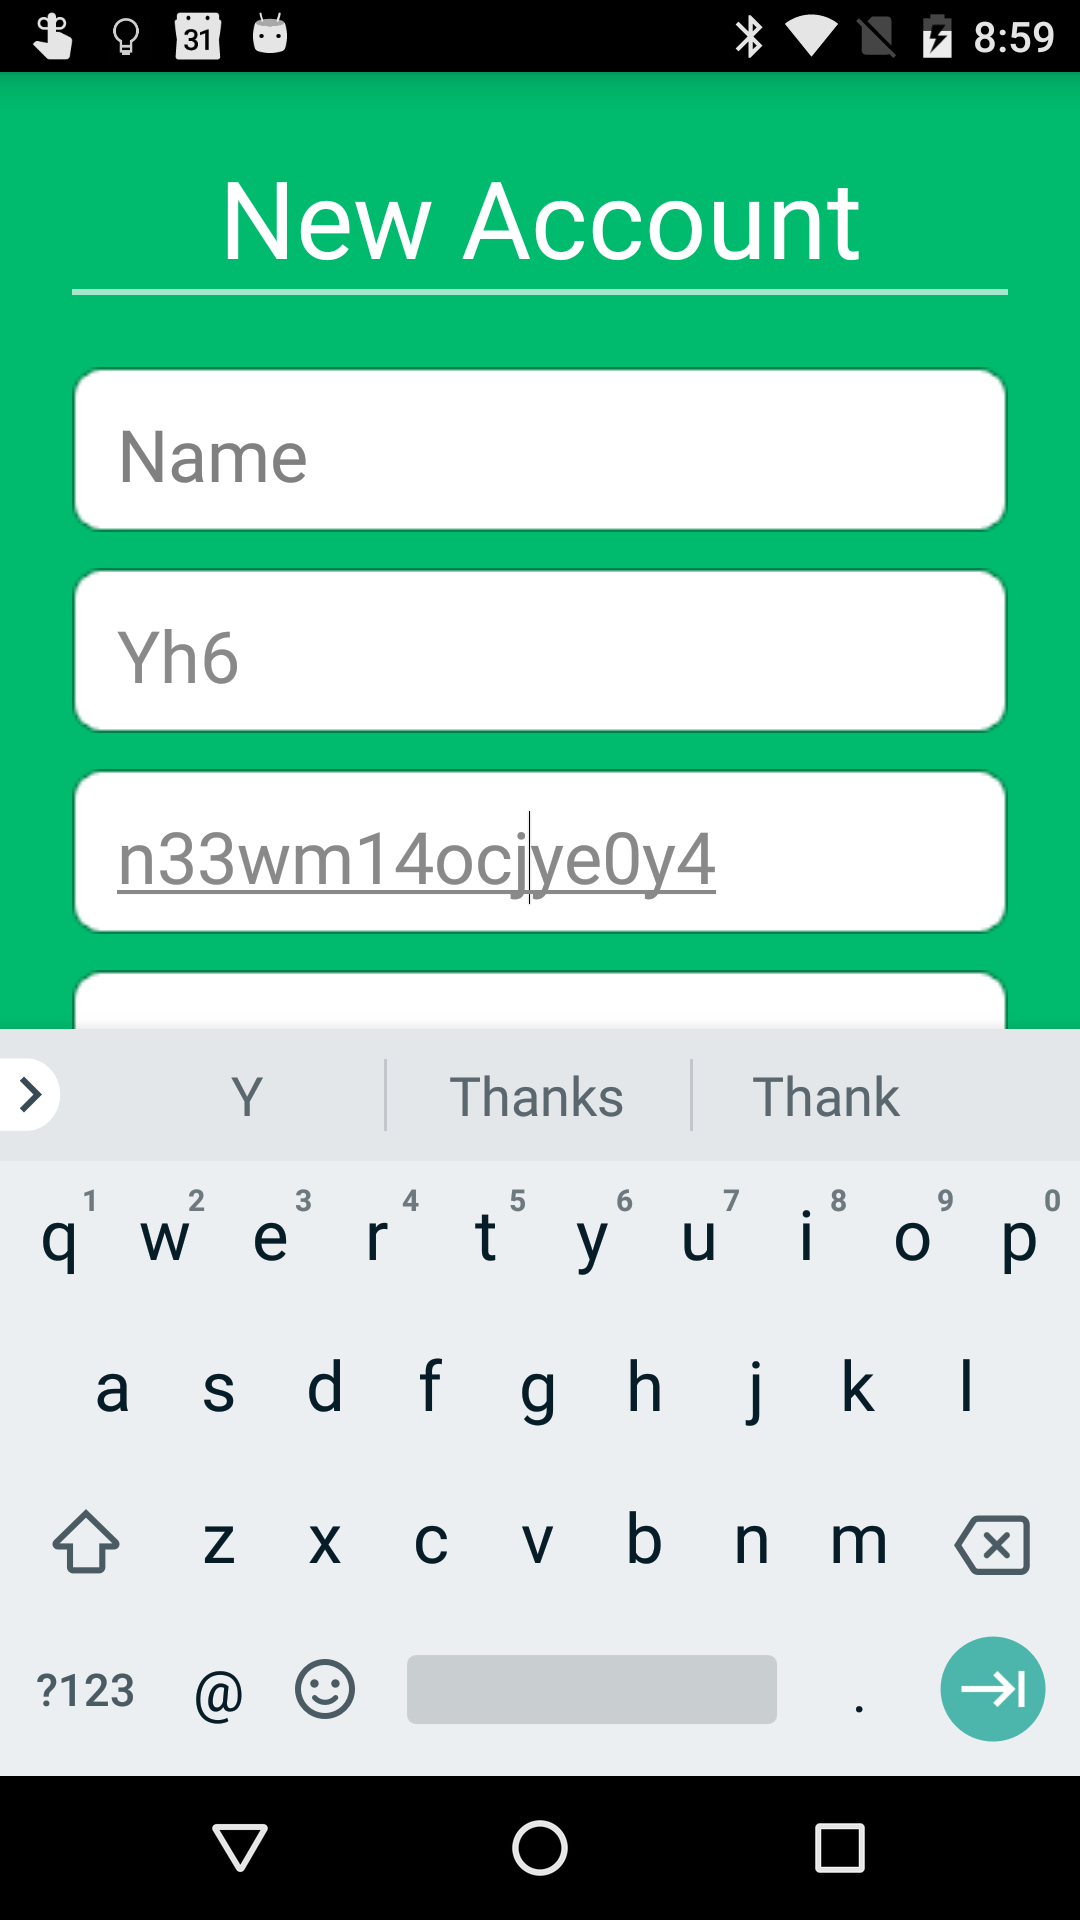 31 8:59
New Account
Name
Yh6
n33wm14ocjye0y4
Y Thanks Thank
1 2 3 4 5 6 7 8 9 0
q w e r t y u i o p
a s d f g h j k l
z x c v b n m
?123 @ .